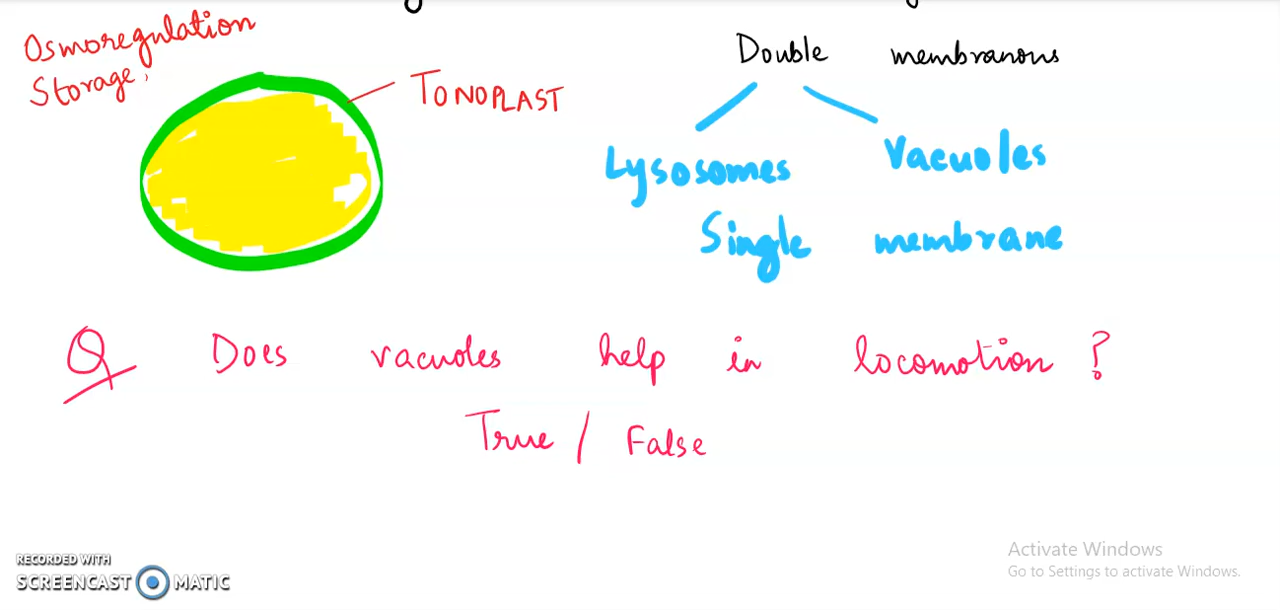 Osmoregulation
Storage,
TONOPLAST
Double membranous
Lysosomes Vacuoles
Single membrane
Q Does vacuoles help in locomotion ?
True / False
RECORDED WITH
SCREENCAST MATIC
Activate Windows
Go to Settings to activate Windows.